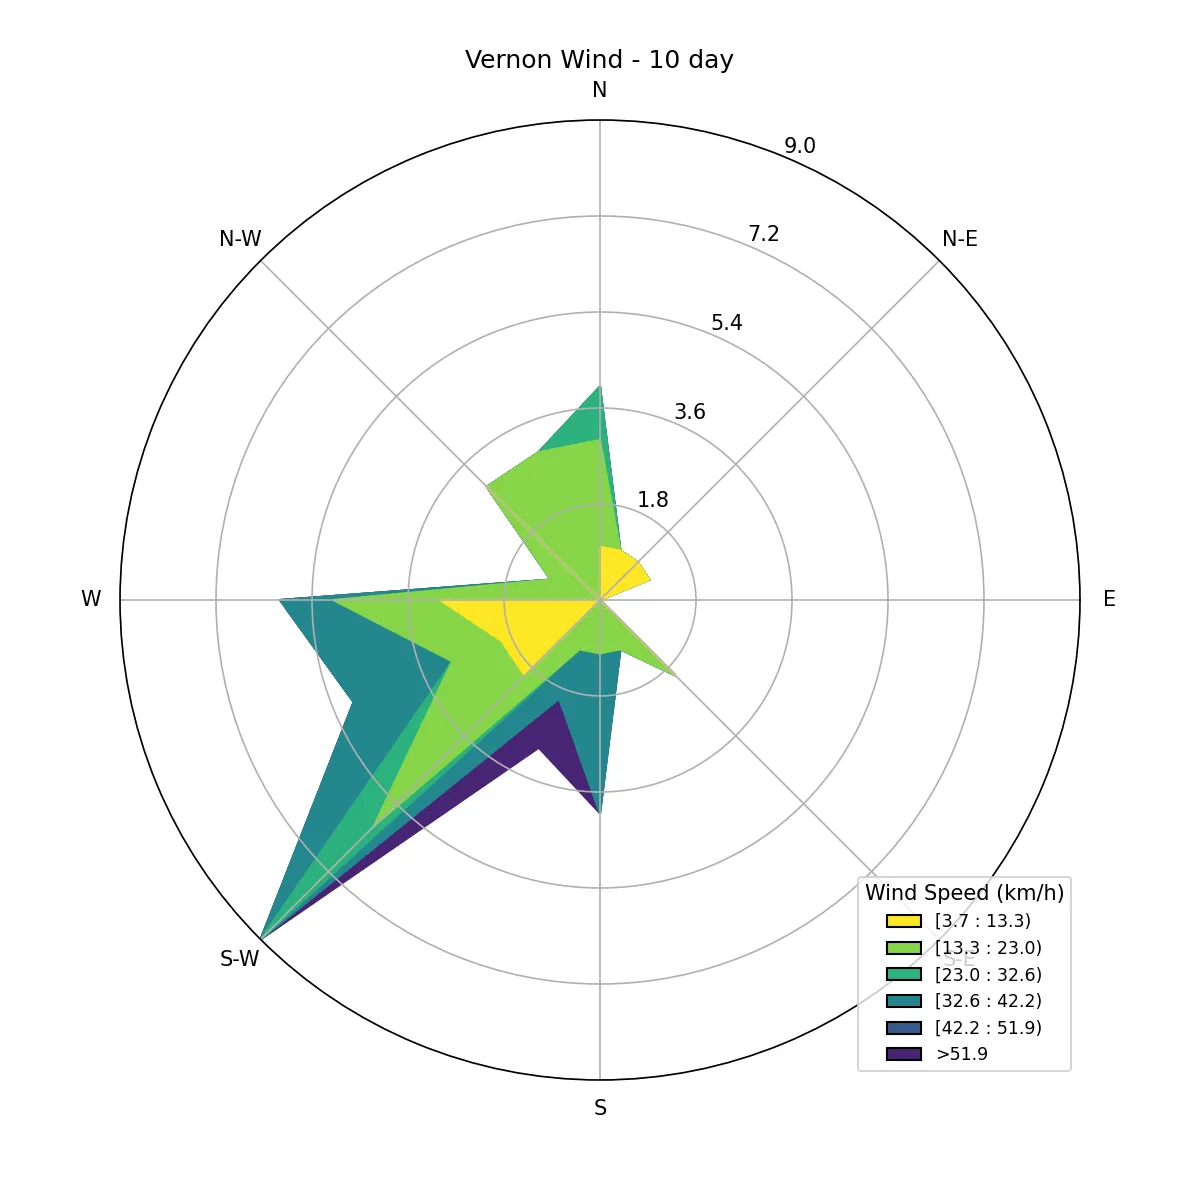 Vernon Wind - 10 day
N
9.0
N-W
N-E
7.2
5.4
3.6
1.8
W
E
S-W
S-E
S
Wind Speed (km/h)
[3.7 : 13.3)
[13.3 : 23.0)
[23.0 : 32.6)
[32.6 : 42.2)
[42.2 : 51.9)
>51.9